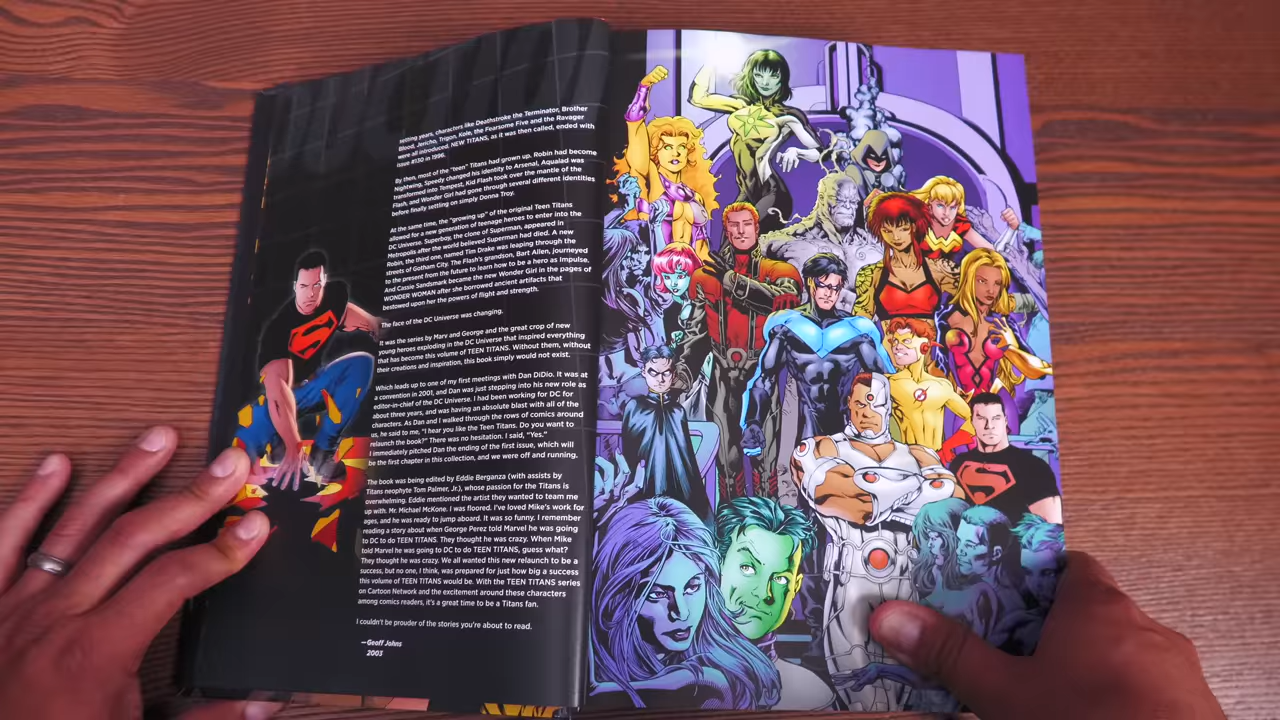 setting years, characters like Deathstroke the Terminator, Brother
Blood, Jericho, Trigon, Kole, the Fearsome Five and the Ravager
were all introduced. NEW TITANS, as it was then called, ended with
issue #130 in 1996.
By then, most of the "teen" Titans had grown up. Robin had become
Nightwing, Speedy changed his identity to Arsenal, Aqualad was
transformed into Tempest, Kid Flash took over the mantle of the
Flash, and Wonder Girl had gone through several different identities
before finally settling on simply Donna Troy.
At the same time, the "growing up" of the original Teen Titans
allowed for a new generation of teenage heroes to enter into the
DC Universe. Superboy, the clone of Superman, appeared in
Metropolis after the world believed Superman had died. A new
Robin, the third one, named Tim Drake was leaping through the
streets of Gotham City. The Flash's grandson, Bart Allen, journeyed
to the present from the future to learn how to be a hero as Impulse.
And Cassie Sandsmark became the new Wonder Girl in the pages of
WONDER WOMAN after she borrowed ancient artifacts that
bestowed upon her the powers of flight and strength.
The face of the DC Universe was changing.
It was the series by Marv and George and the great crop of new
young heroes exploding in the DC Universe that inspired everything
that has become this volume of TEEN TITANS. Without them, without
their creations and inspiration, this book simply would not exist.
Which leads up to one of my first meetings with Dan DiDio. It was at
a convention in 2001, and Dan was just stepping into his new role as
editor-in-chief of the DC Universe. I had been working for DC for
about three years, and was having an absolute blast with all of the
characters. As Dan and I walked through the rows of comics around
us, he said to me, "I hear you like the Teen Titans. Do you want to
relaunch the book?" There was no hesitation. I said, "Yes."
I immediately pitched Dan the ending of the first issue, which will
be the first chapter in this collection, and we were off and running.
The book was being edited by Eddie Berganza (with assists by
Titans neophyte Tom Palmer, Jr.), whose passion for the Titans is
overwhelming. Eddie mentioned the artist they wanted to team me
up with. Mr. Michael McKone. I was floored. I've loved Mike's work for
ages, and he was ready to jump aboard. It was so funny. I remember
reading a story about when George Perez told Marvel he was going
to DC to do TEEN TITANS. They thought he was crazy. When Mike
told Marvel he was going to DC to do TEEN TITANS, guess what?
They thought he was crazy. We all wanted this new relaunch to be a
success, but no one, I think, was prepared for just how big a success
this volume of TEEN TITANS would be. With the TEEN TITANS series
on Cartoon Network and the excitement around these characters
among comics readers, it's a great time to be a Titans fan.
I couldn't be prouder of the stories you're about to read.
—Geoff Johns
2003